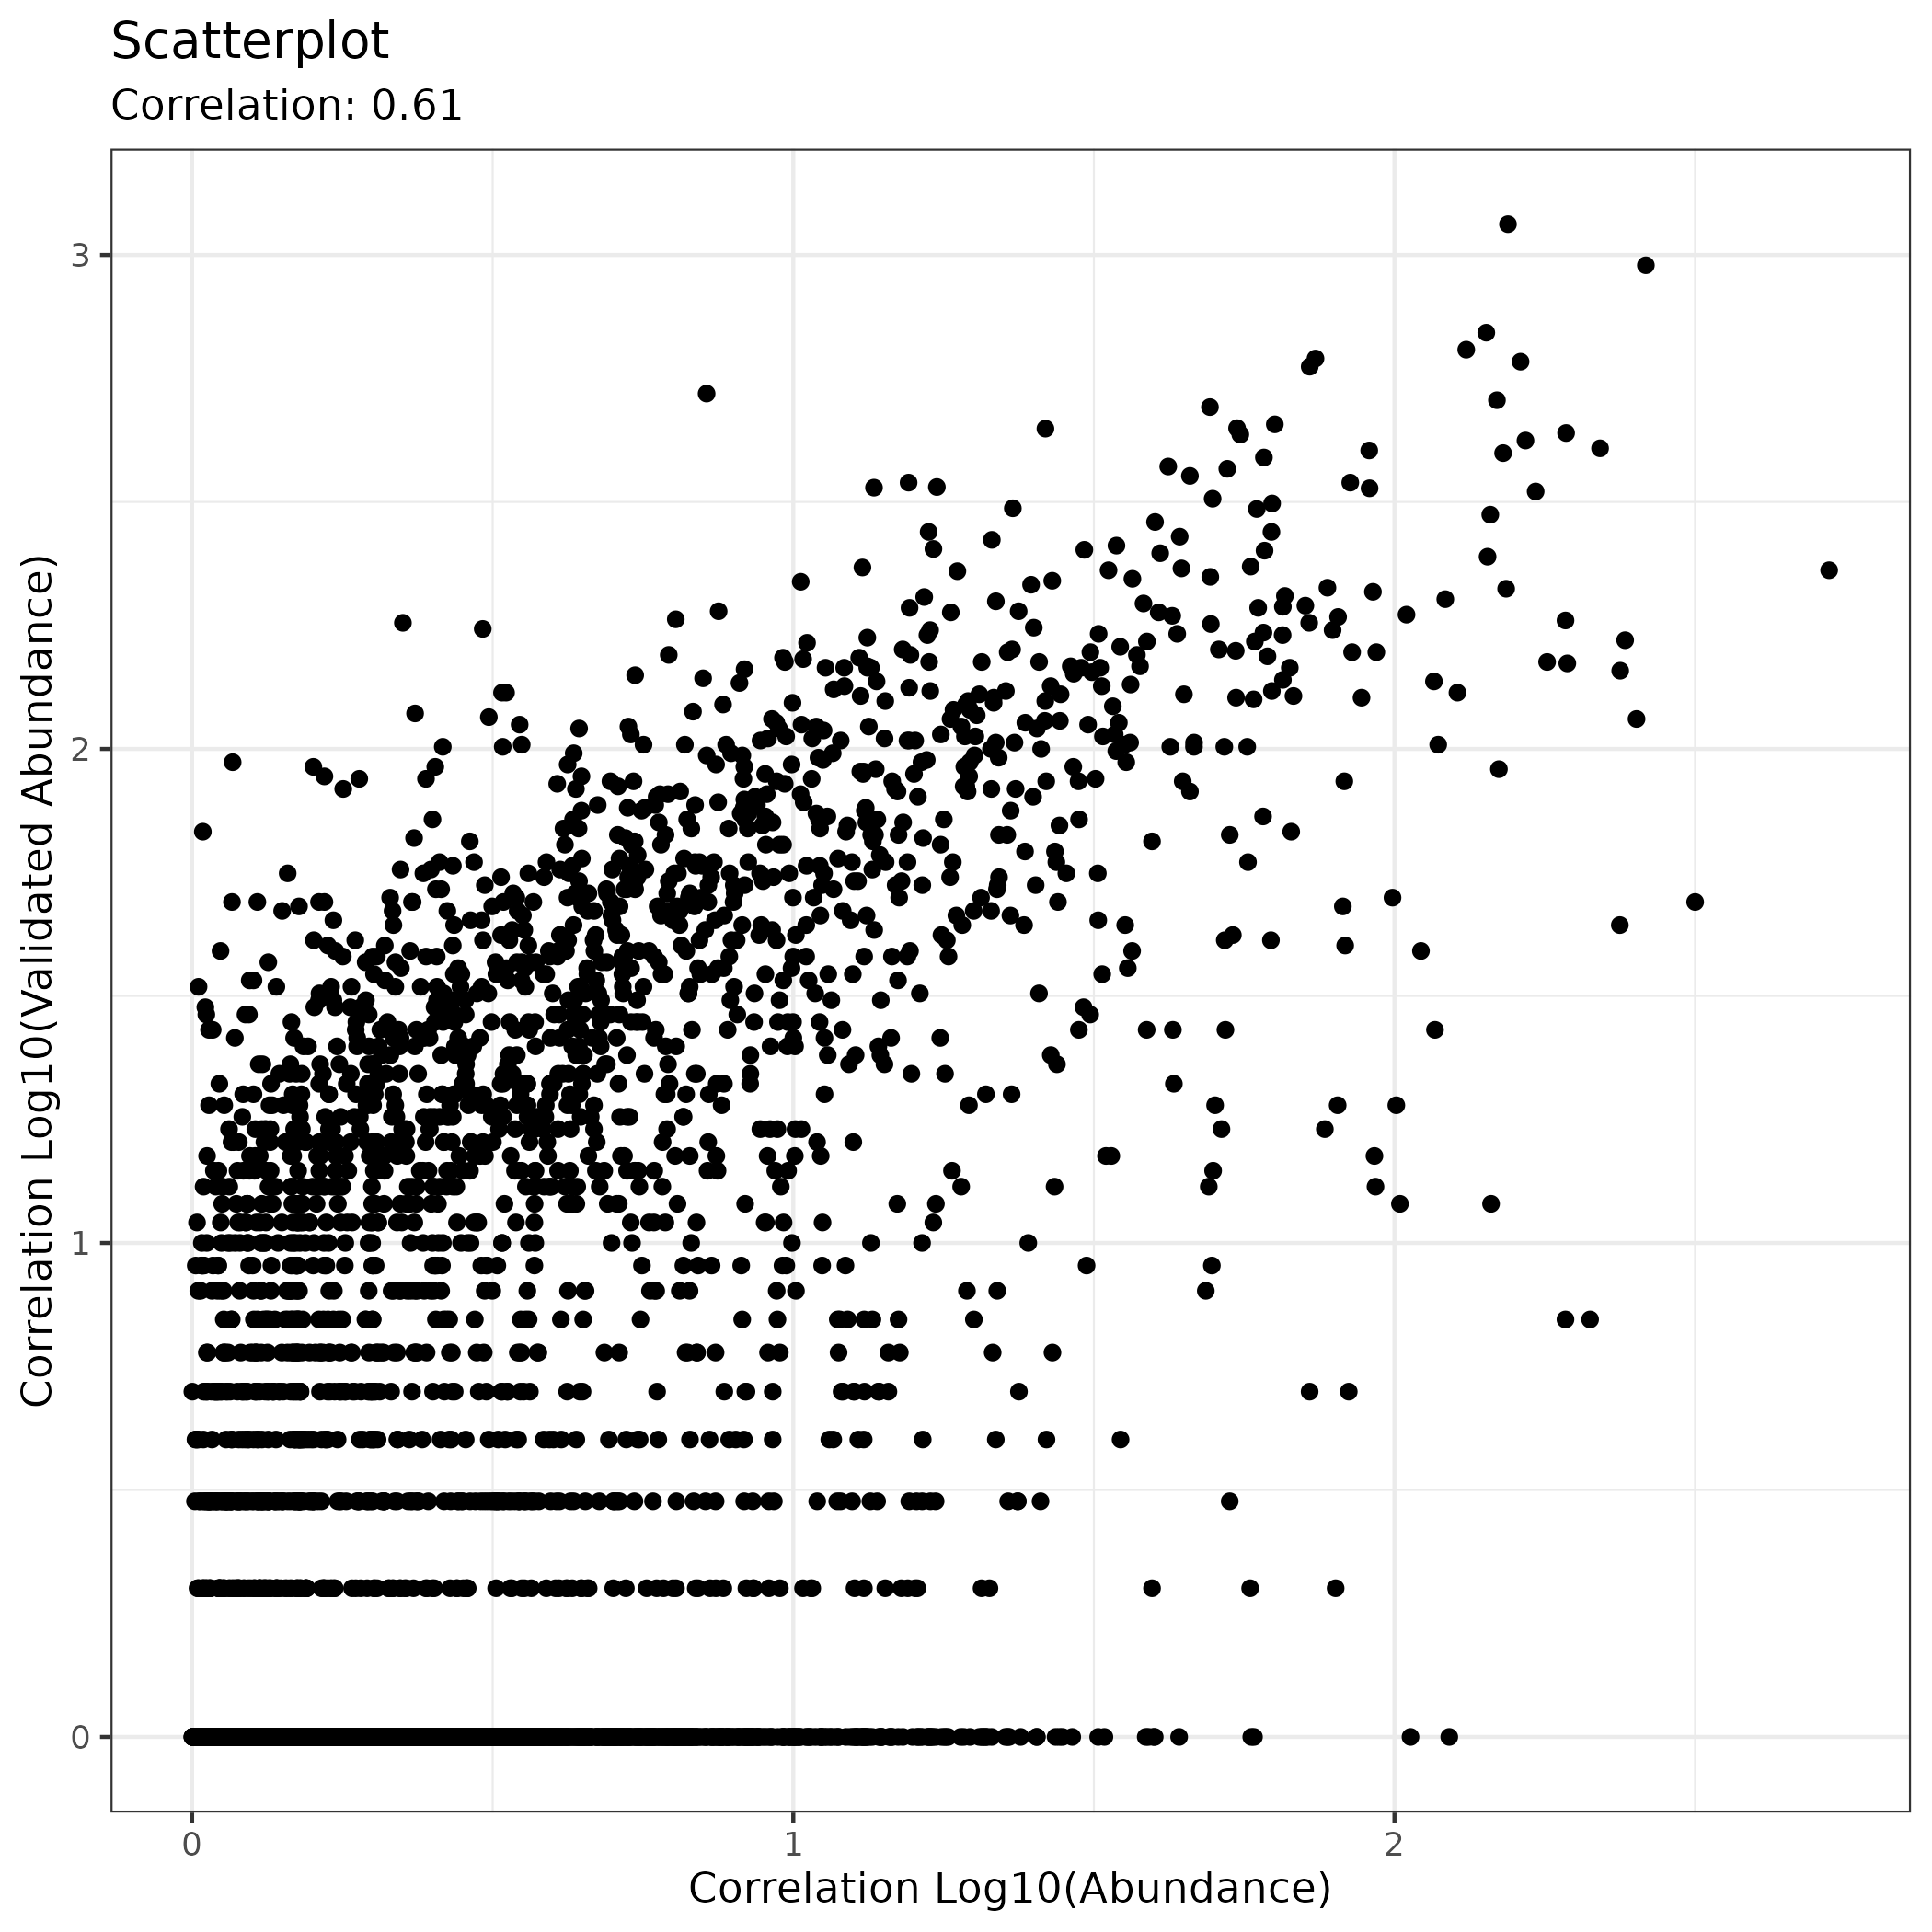 Scatterplot
Correlation: 0.61
3
2
1
0
Correlation Log10(Validated Abundance)
0
1
2
Correlation Log10(Abundance)